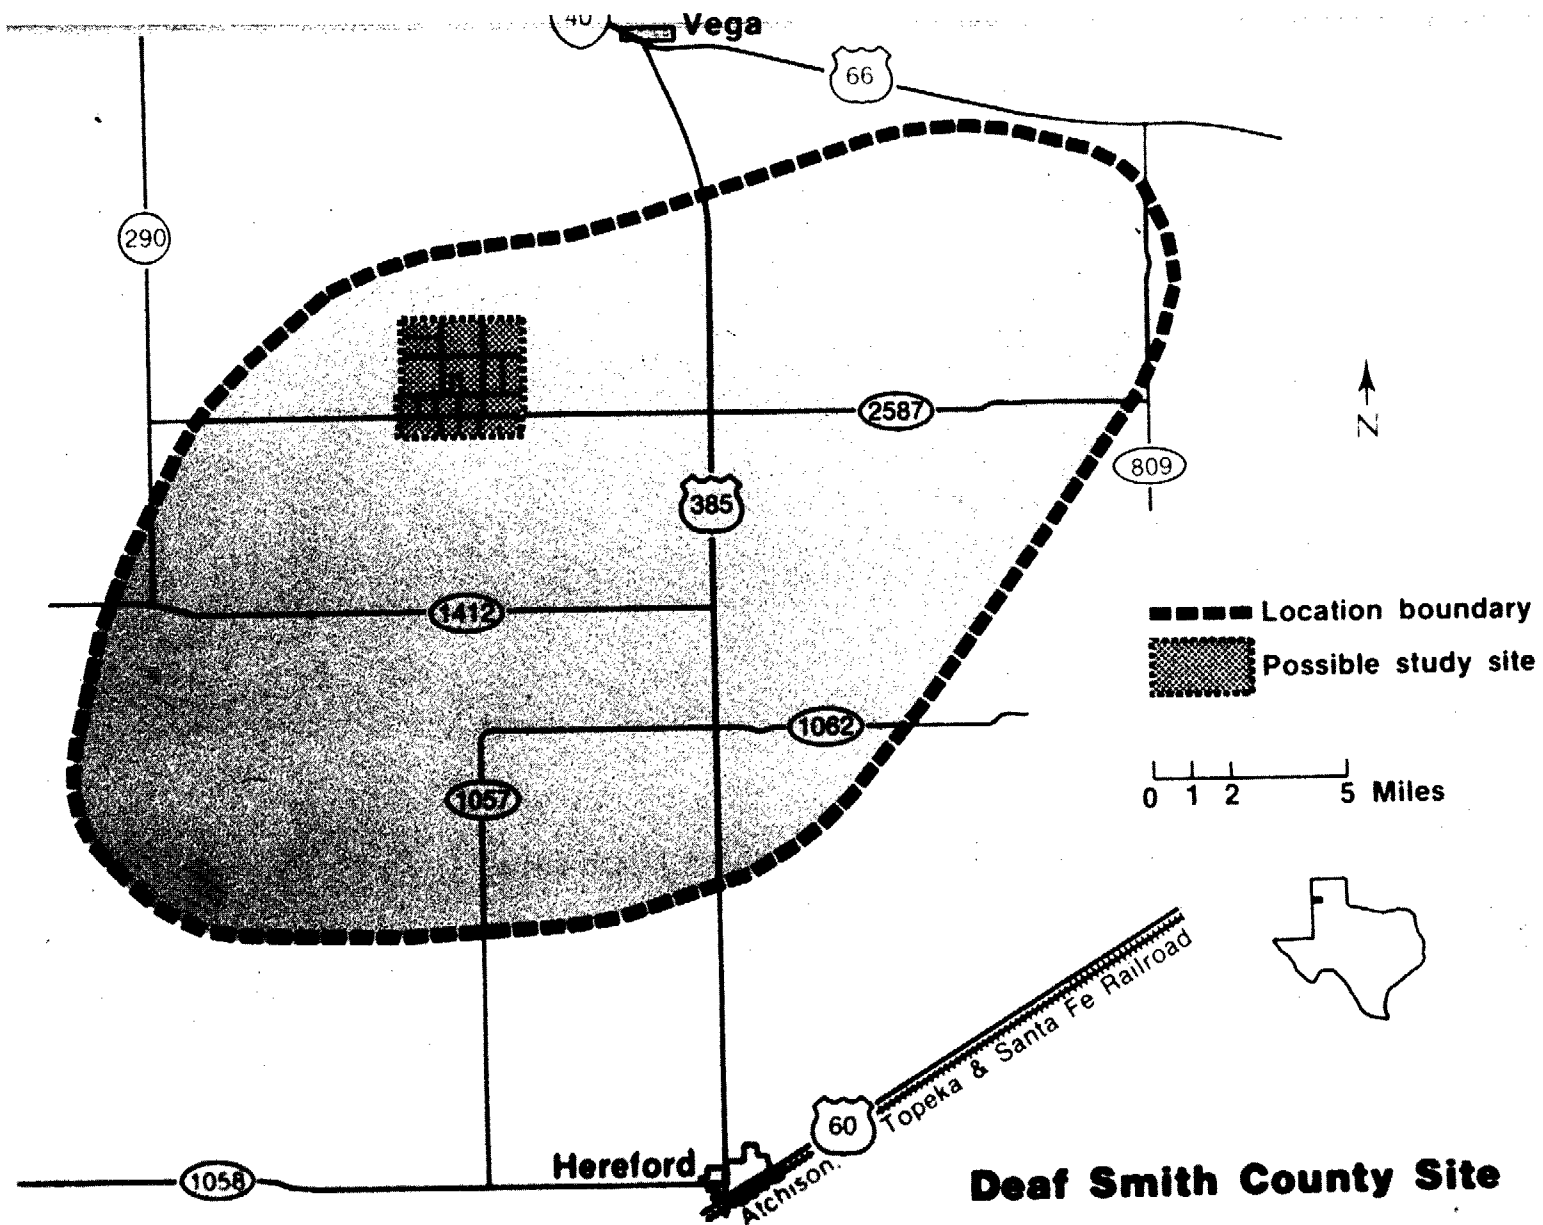 40
Vega
66
290
2587
809
385
Location boundary
1412
Possible study site
1062
1057
0 1 2 5 Miles
Topeka & Santa Fe Railroad
60
Hereford
1058
Atchison,
Deaf Smith County Site
N